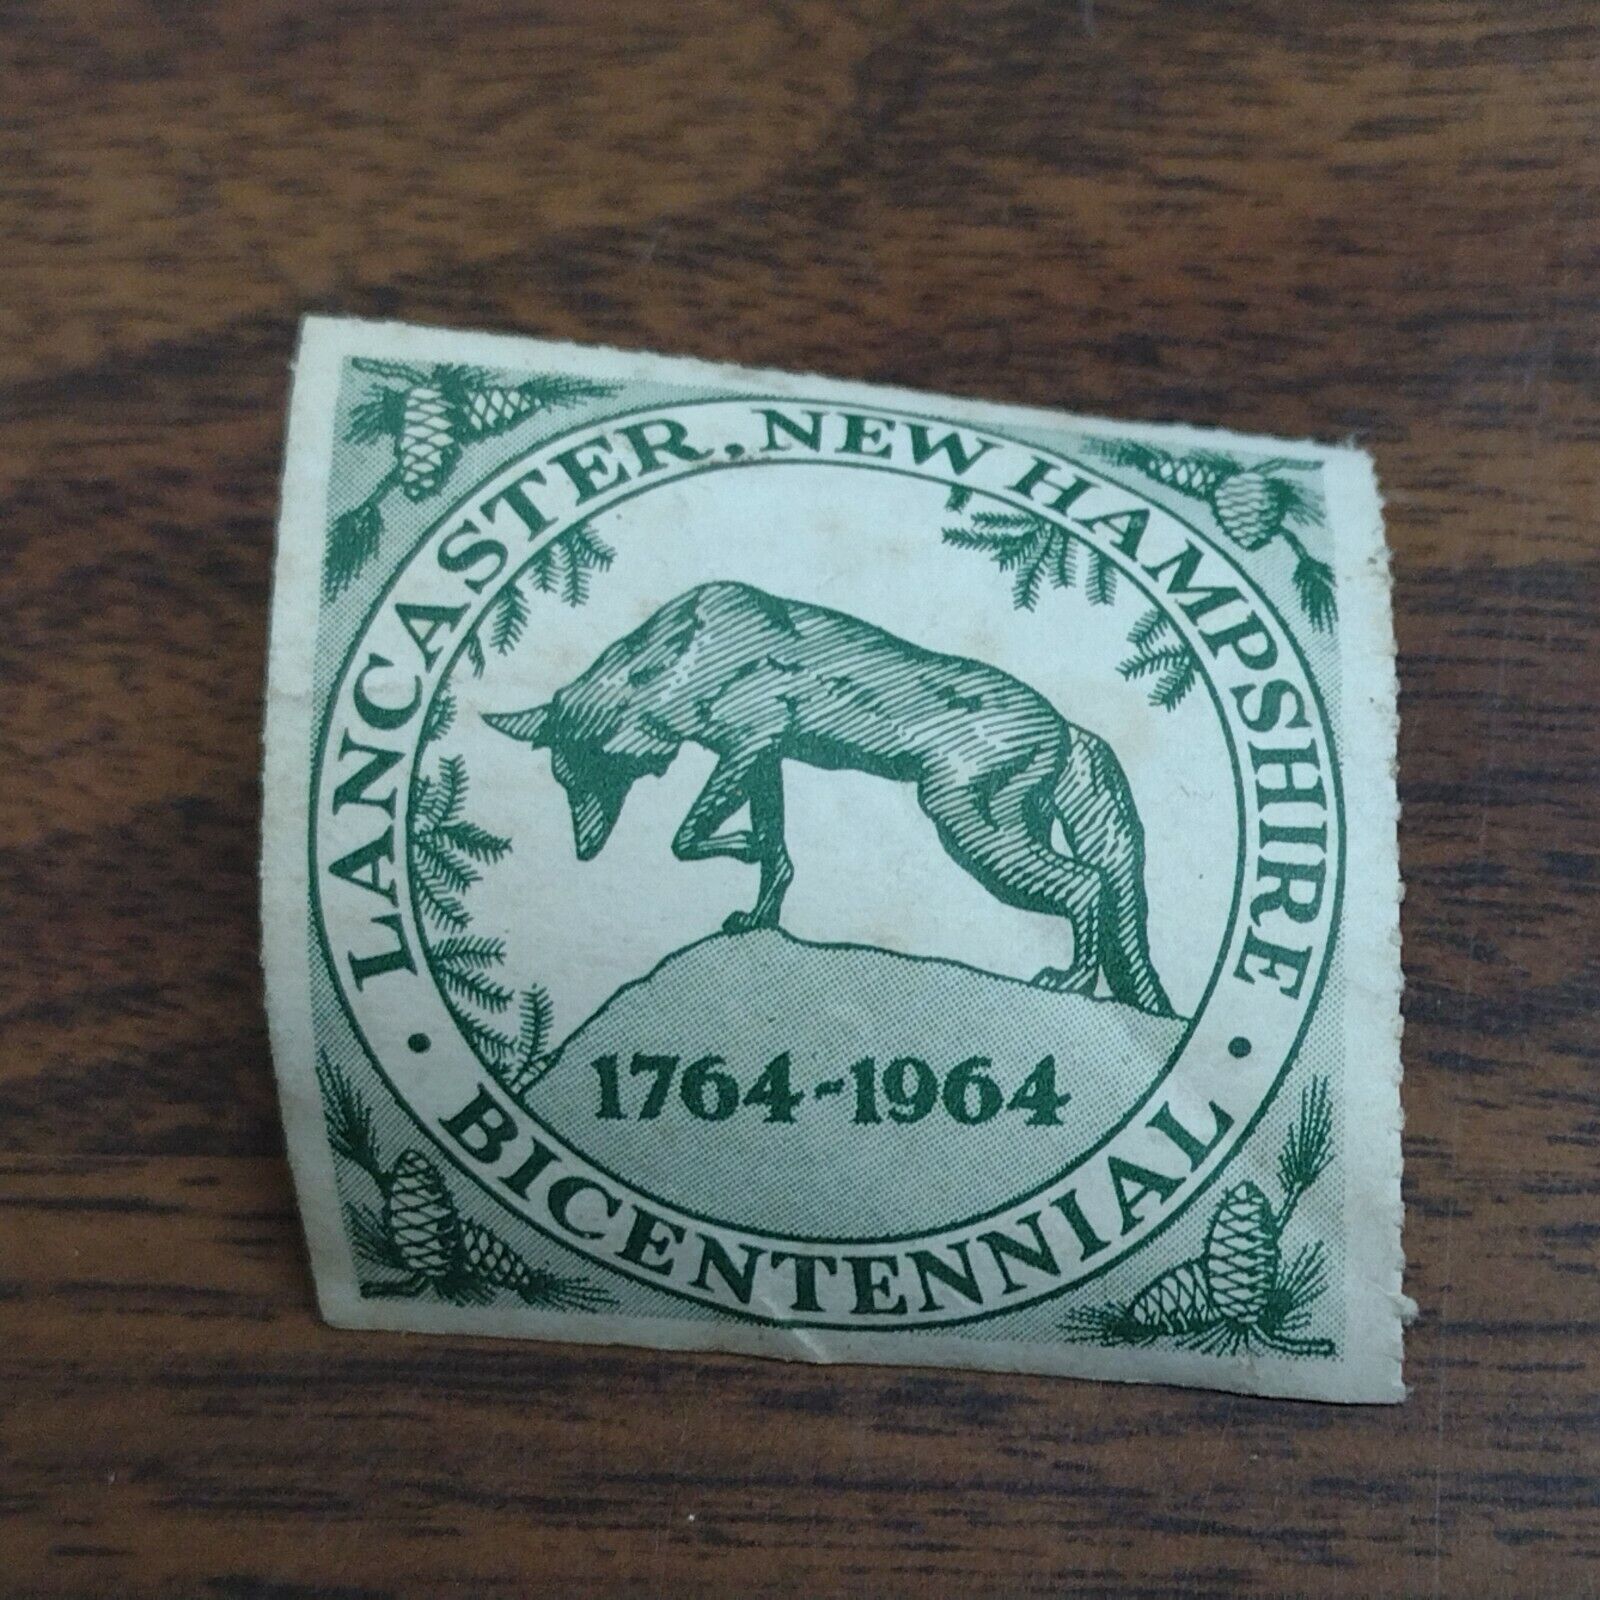 LANCASTER, NEW HAMPSHIRE
1764-1964
• BICENTENNIAL •